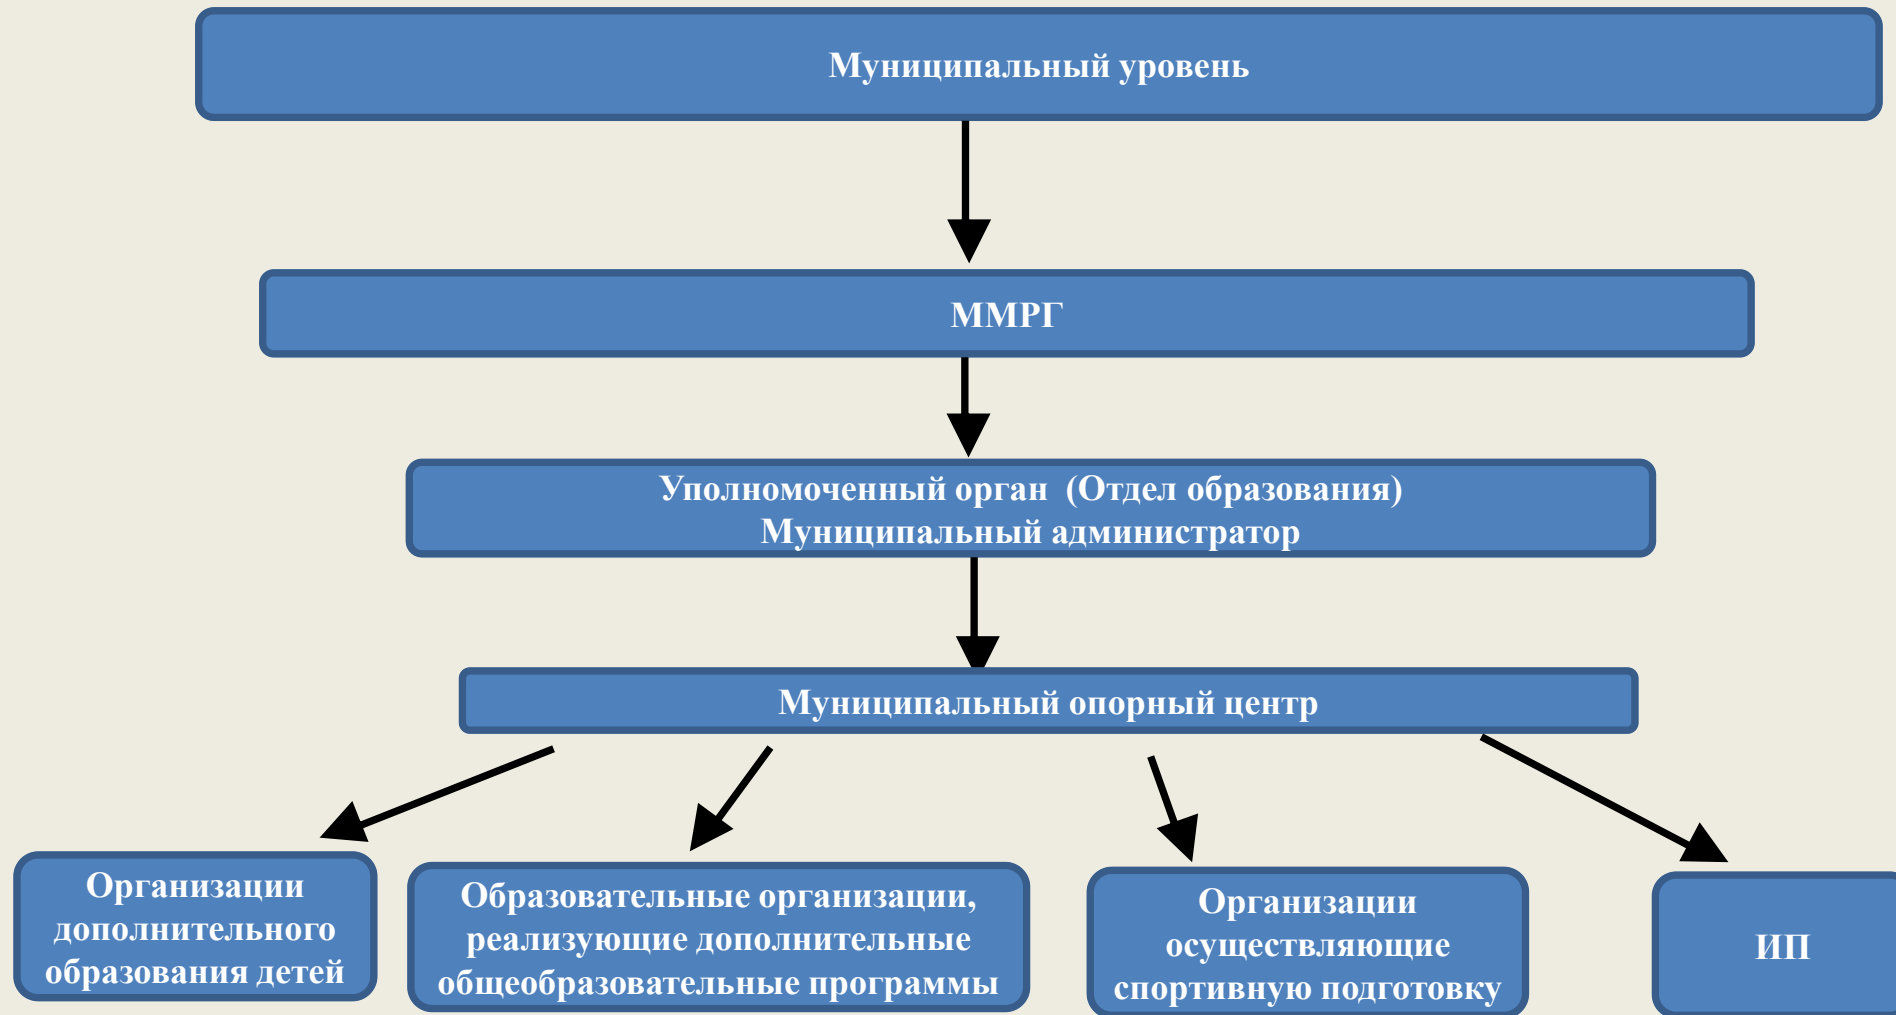 Муниципальный уровень
ММРГ
Уполномоченный орган (Отдел образования)
Муниципальный администратор
Муниципальный опорный центр
Организации
дополнительного
образования детей
Образовательные организации,
реализующие дополнительные
общеобразовательные программы
Организации
осуществляющие
спортивную подготовку
ИП